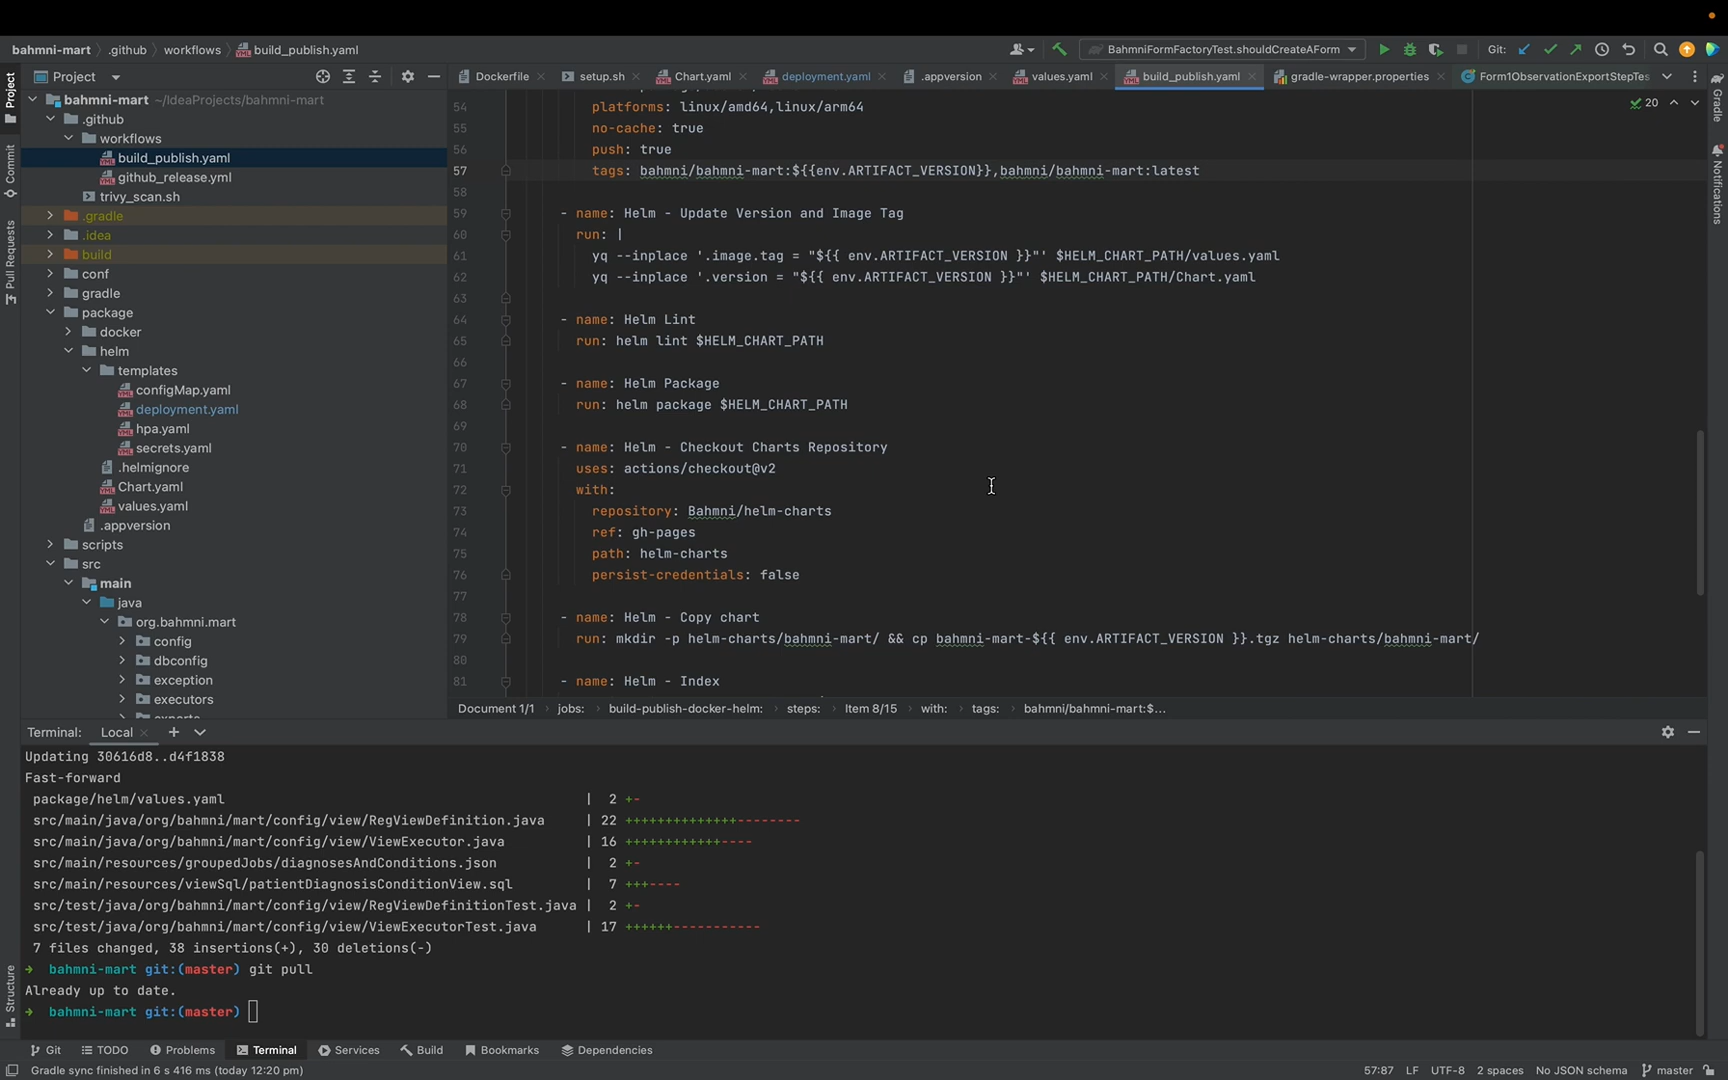 bahmni-mart › .github › workflows › build_publish.yaml
BahmniFormFactoryTest.shouldCreateAForm
Git:
Project
Dockerfile
setup.sh
Chart.yaml
deployment.yaml
.appversion
values.yaml
build_publish.yaml
gradle-wrapper.properties
Form1ObservationExportStepTes
Project
Commit
Pull Requests
Structure
Gradle
Notifications
bahmni-mart ~/IdeaProjects/bahmni-mart
.github
workflows
build_publish.yaml
github_release.yml
trivy_scan.sh
.gradle
.idea
build
conf
gradle
package
docker
helm
templates
configMap.yaml
deployment.yaml
hpa.yaml
secrets.yaml
.helmignore
Chart.yaml
values.yaml
.appversion
scripts
src
main
java
org.bahmni.mart
config
dbconfig
exception
executors
20
54 platforms: linux/amd64,linux/arm64
55 no-cache: true
56 push: true
57 tags: bahmni/bahmni-mart:${{env.ARTIFACT_VERSION}},bahmni/bahmni-mart:latest
58
59 - name: Helm - Update Version and Image Tag
60 run: |
61 yq --inplace '.image.tag = "${{ env.ARTIFACT_VERSION }}"' $HELM_CHART_PATH/values.yaml
62 yq --inplace '.version = "${{ env.ARTIFACT_VERSION }}"' $HELM_CHART_PATH/Chart.yaml
63
64 - name: Helm Lint
65 run: helm lint $HELM_CHART_PATH
66
67 - name: Helm Package
68 run: helm package $HELM_CHART_PATH
69
70 - name: Helm - Checkout Charts Repository
71 uses: actions/checkout@v2
72 with:
73 repository: Bahmni/helm-charts
74 ref: gh-pages
75 path: helm-charts
76 persist-credentials: false
77
78 - name: Helm - Copy chart
79 run: mkdir -p helm-charts/bahmni-mart/ && cp bahmni-mart-${{ env.ARTIFACT_VERSION }}.tgz helm-charts/bahmni-mart/
80
81 - name: Helm - Index
Document 1/1 › jobs: › build-publish-docker-helm: › steps: › Item 8/15 › with: › tags: › bahmni/bahmni-mart:$...
Terminal: Local
Updating 30616d8..d4f1838
Fast-forward
package/helm/values.yaml | 2 +-
src/main/java/org/bahmni/mart/config/view/RegViewDefinition.java | 22 ++++++++++++++--------
src/main/java/org/bahmni/mart/config/view/ViewExecutor.java | 16 ++++++++++++----
src/main/resources/groupedJobs/diagnosesAndConditions.json | 2 +-
src/main/resources/viewSql/patientDiagnosisConditionView.sql | 7 +++----
src/test/java/org/bahmni/mart/config/view/RegViewDefinitionTest.java | 2 +-
src/test/java/org/bahmni/mart/config/view/ViewExecutorTest.java | 17 ++++++-----------
7 files changed, 38 insertions(+), 30 deletions(-)
➜ bahmni-mart git:(master) git pull
Already up to date.
➜ bahmni-mart git:(master)
Git
TODO
Problems
Terminal
Services
Build
Bookmarks
Dependencies
Gradle sync finished in 6 s 416 ms (today 12:20 pm)
57:87 LF UTF-8 2 spaces No JSON schema master